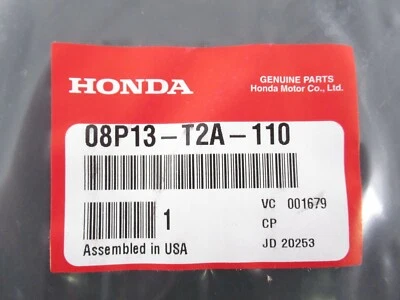 HONDA
GENUINE PARTS
Honda Motor Co., Ltd.
08P13-T2A-110
1
VC 001679
CP
Assembled in USA
JD 20253